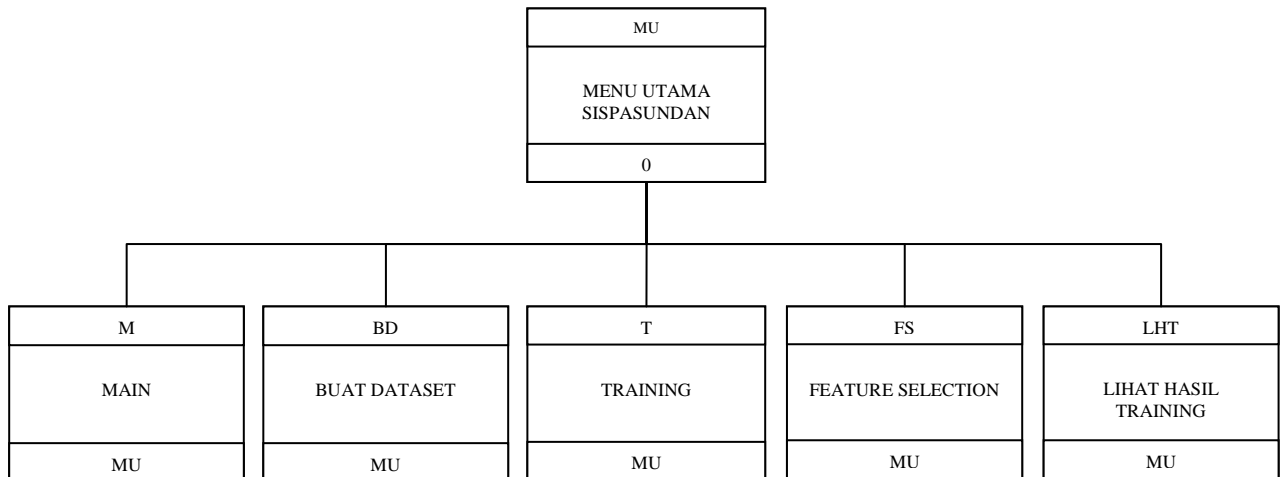 MU
MENU UTAMA
SISPASUNDAN
0
M
MAIN
MU
BD
BUAT DATASET
MU
T
TRAINING
MU
FS
FEATURE SELECTION
MU
LHT
LIHAT HASIL
TRAINING
MU